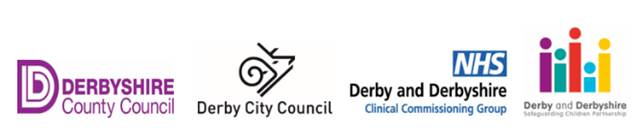 DERBYSHIRE
County Council
Derby City Council
NHS
Derby and Derbyshire
Clinical Commissioning Group
Derby and Derbyshire
Safeguarding Children Partnership